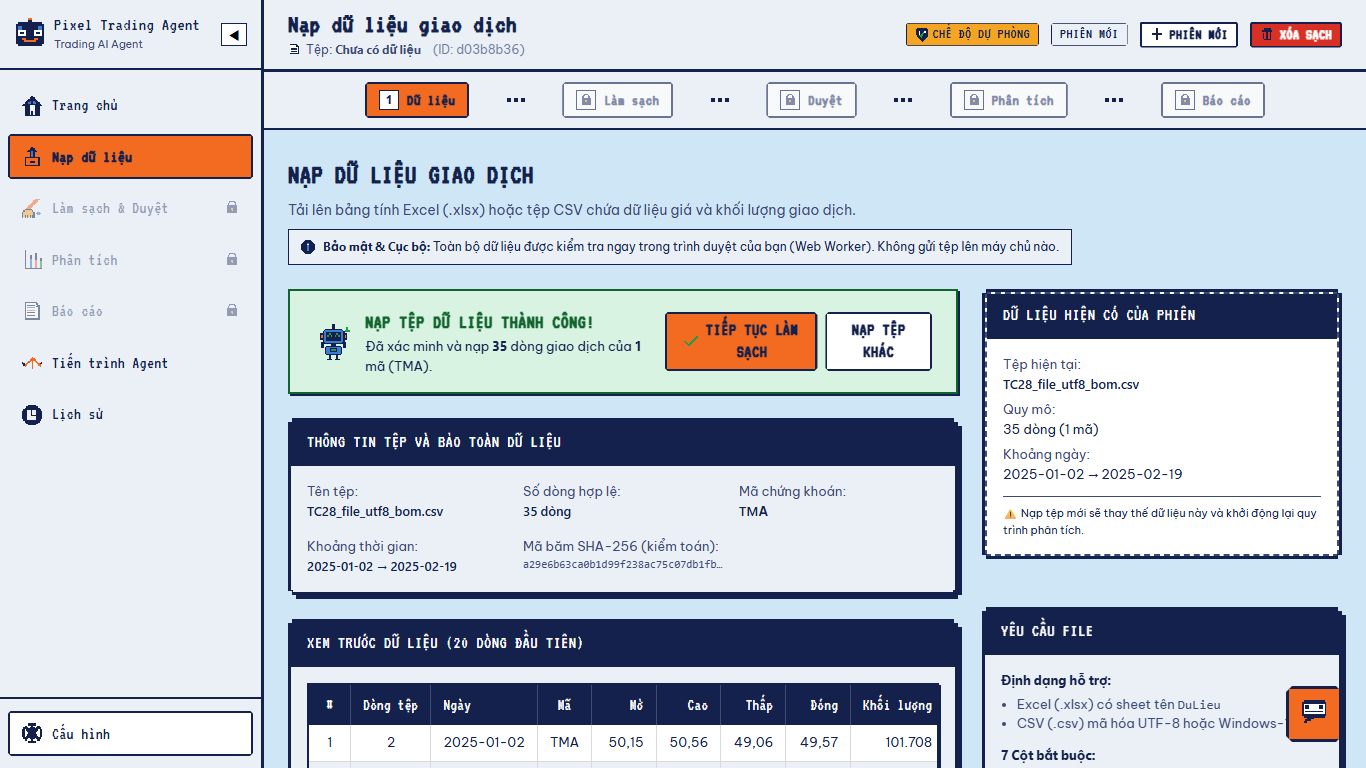 Pixel Trading Agent
Trading AI Agent
Trang chủ
Nạp dữ liệu
Làm sạch & Duyệt
Phân tích
Báo cáo
Tiến trình Agent
Lịch sử
Cấu hình
Nạp dữ liệu giao dịch
Tệp: Chưa có dữ liệu (ID: d03b8b36)
CHẾ ĐỘ DỰ PHÒNG
PHIÊN MỚI
PHIÊN MỚI
XÓA SẠCH
1 Dữ liệu
Làm sạch
Duyệt
Phân tích
Báo cáo
NẠP DỮ LIỆU GIAO DỊCH
Tải lên bảng tính Excel (.xlsx) hoặc tệp CSV chứa dữ liệu giá và khối lượng giao dịch.
Bảo mật & Cục bộ: Toàn bộ dữ liệu được kiểm tra ngay trong trình duyệt của bạn (Web Worker). Không gửi tệp lên máy chủ nào.
NẠP TỆP DỮ LIỆU THÀNH CÔNG!
Đã xác minh và nạp 35 dòng giao dịch của 1
mã (TMA).
TIẾP TỤC LÀM
SẠCH
NẠP TỆP
KHÁC
THÔNG TIN TỆP VÀ BẢO TOÀN DỮ LIỆU
Tên tệp:
TC28_file_utf8_bom.csv
Số dòng hợp lệ:
35 dòng
Mã chứng khoán:
TMA
Khoảng thời gian:
2025-01-02 → 2025-02-19
Mã băm SHA-256 (kiểm toán):
a29e6b63ca0b1d99f238ac75c07db1fb…
XEM TRƯỚC DỮ LIỆU (20 DÒNG ĐẦU TIÊN)
# Dòng tệp Ngày Mã Mở Cao Thấp Đóng Khối lượng
1 2 2025-01-02 TMA 50,15 50,56 49,06 49,57 101.708
DỮ LIỆU HIỆN CÓ CỦA PHIÊN
Tệp hiện tại:
TC28_file_utf8_bom.csv
Quy mô:
35 dòng (1 mã)
Khoảng ngày:
2025-01-02 → 2025-02-19
⚠️ Nạp tệp mới sẽ thay thế dữ liệu này và khởi động lại quy
trình phân tích.
YÊU CẦU FILE
Định dạng hỗ trợ:
• Excel (.xlsx) có sheet tên DuLieu
• CSV (.csv) mã hóa UTF-8 hoặc Windows-
7 Cột bắt buộc: